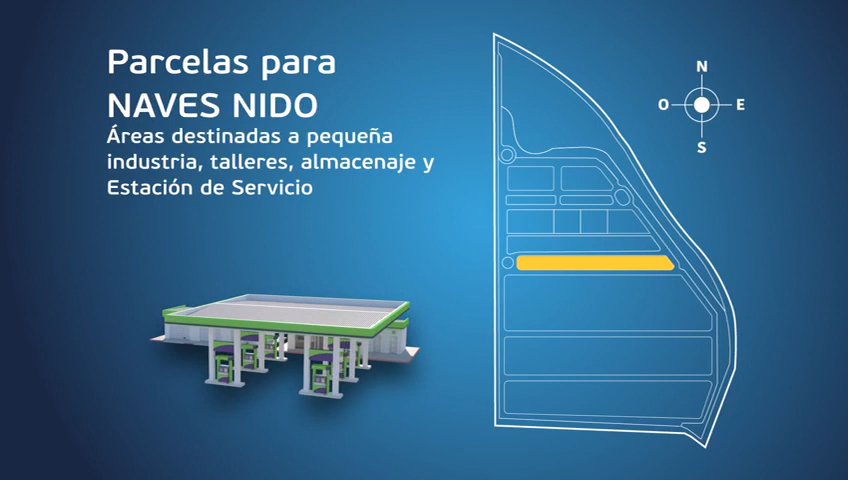 Parcelas para
NAVES NIDO
Áreas destinadas a pequeña
industria, talleres, almacenaje y
Estación de Servicio
N
O E
S